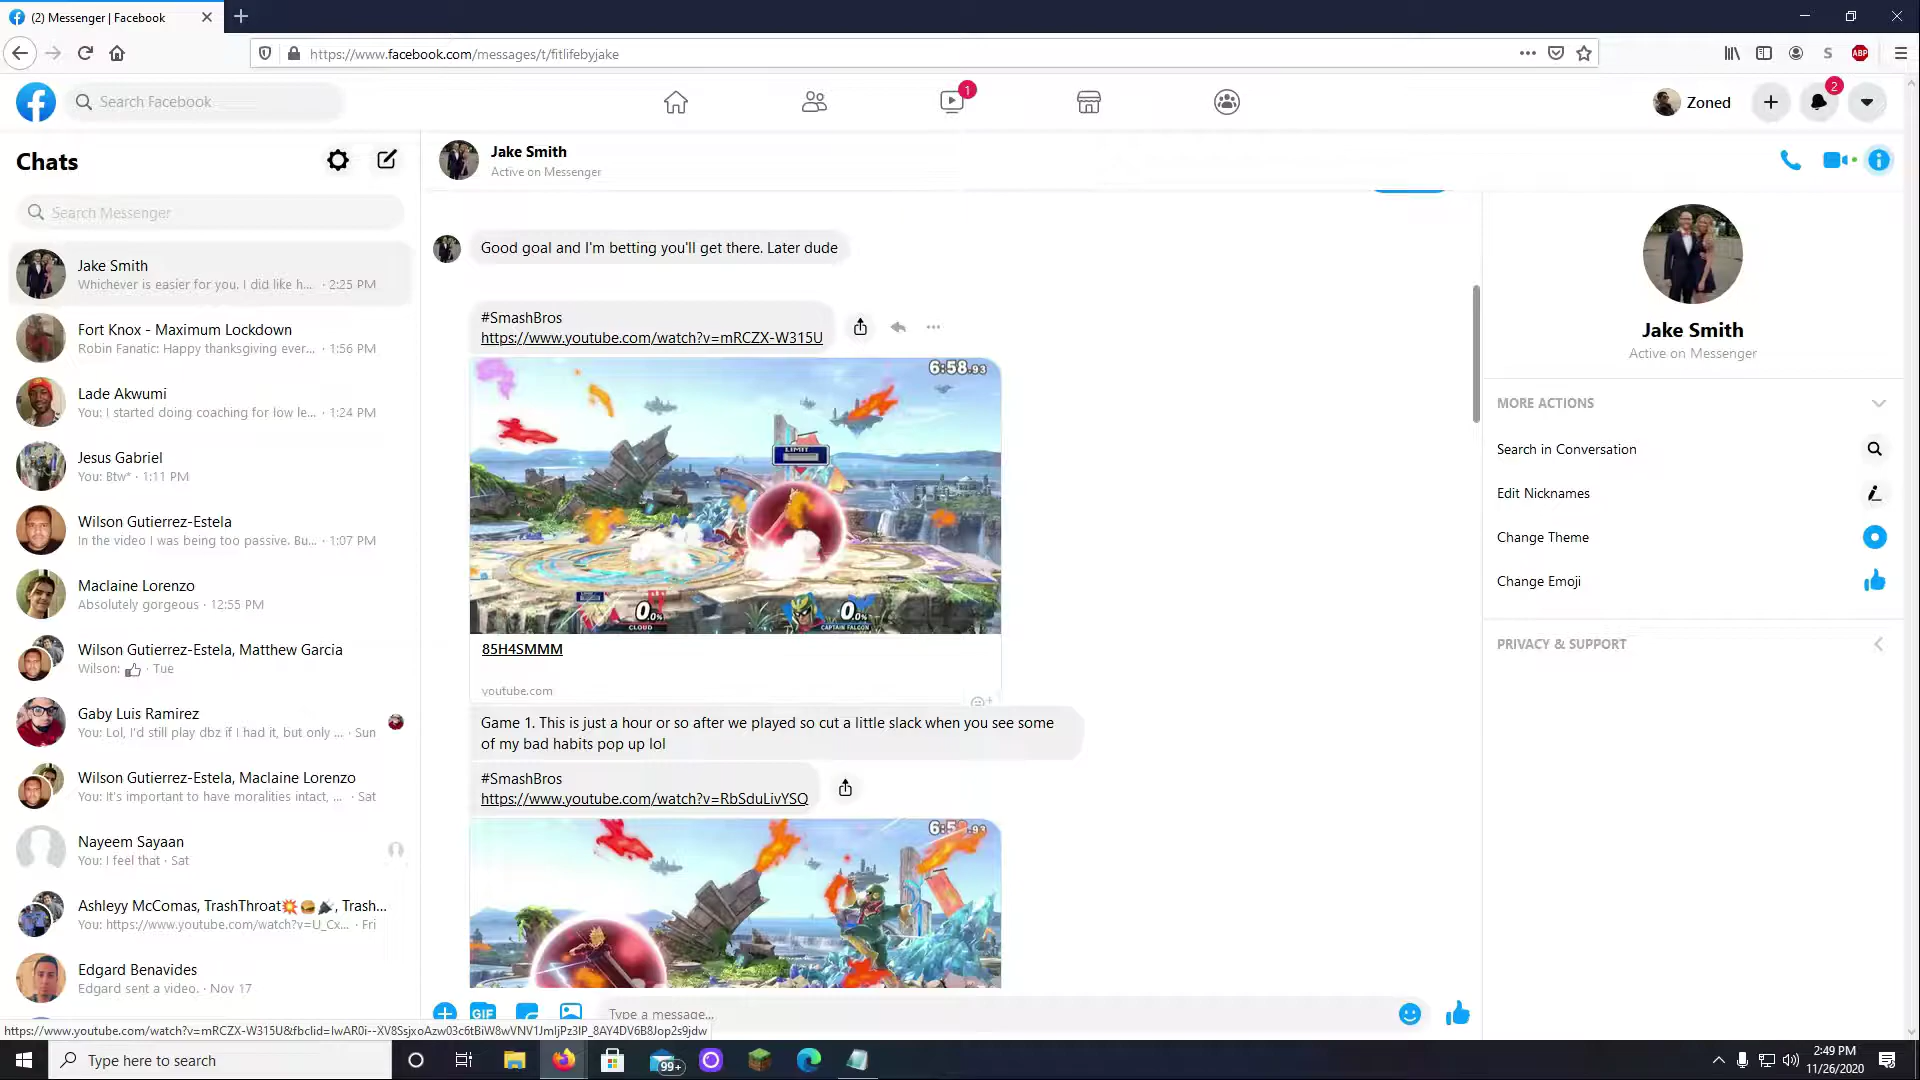 (2) Messenger | Facebook
https://www.facebook.com/messages/t/fitlifebyjake
S
ABP
Search Facebook
1
Zoned
2
Chats
Search Messenger
Jake Smith
Whichever is easier for you. I did like h... · 2:25 PM
Fort Knox - Maximum Lockdown
Robin Fanatic: Happy thanksgiving ever... · 1:56 PM
Lade Akwumi
You: I started doing coaching for low le... · 1:24 PM
Jesus Gabriel
You: Btw* · 1:11 PM
Wilson Gutierrez-Estela
In the video I was being too passive. Bu... · 1:07 PM
Maclaine Lorenzo
Absolutely gorgeous · 12:55 PM
Wilson Gutierrez-Estela, Matthew Garcia
Wilson: · Tue
Gaby Luis Ramirez
You: Lol, I'd still play dbz if I had it, but only ... · Sun
Wilson Gutierrez-Estela, Maclaine Lorenzo
You: It's important to have moralities intact, ... · Sat
Nayeem Sayaan
You: I feel that · Sat
Ashleyy McComas, TrashThroat💥🍔🎉, Trash...
You: https://www.youtube.com/watch?v=U_Cx... · Fri
Edgard Benavides
Edgard sent a video. · Nov 17
Jake Smith
Active on Messenger
Good goal and I'm betting you'll get there. Later dude
#SmashBros
https://www.youtube.com/watch?v=mRCZX-W315U
6:58.93
LIMIT
0.0%
CLOUD
0.0%
CAPTAIN FALCON
85H4SMMM
youtube.com
Game 1. This is just a hour or so after we played so cut a little slack when you see some
of my bad habits pop up lol
#SmashBros
https://www.youtube.com/watch?v=RbSduLivYSQ
GIF
Type a message...
Jake Smith
Active on Messenger
MORE ACTIONS
Search in Conversation
Edit Nicknames
Change Theme
Change Emoji
PRIVACY & SUPPORT
Type here to search
99+
2:49 PM
11/26/2020